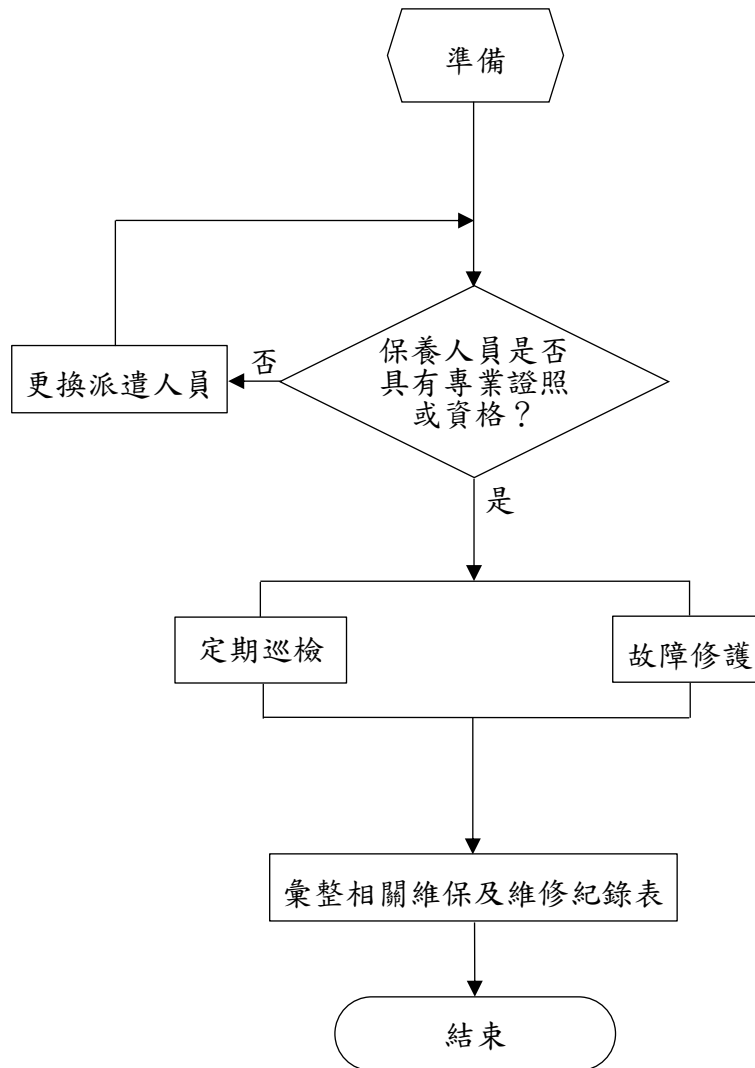 準備
保養人員是否
具有專業證照
或資格？
否
更換派遣人員
是
定期巡檢
故障修護
彙整相關維保及維修紀錄表
結束